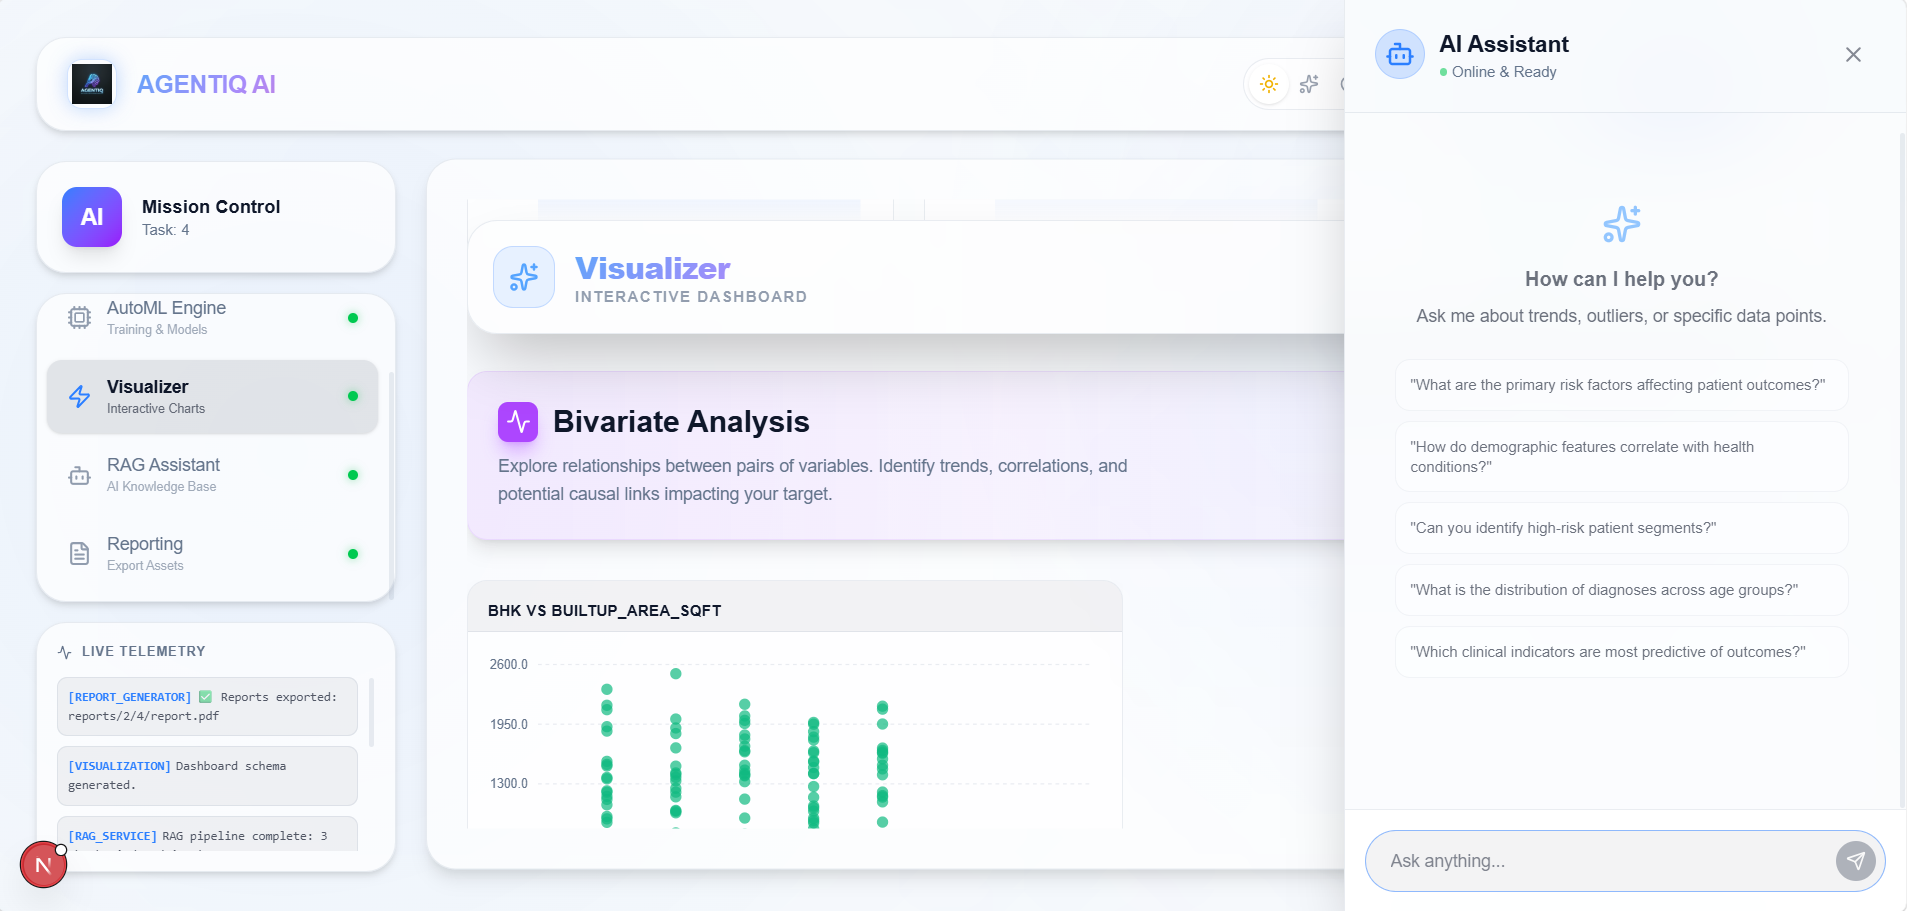 AGENTIQ
AGENTIQ AI
AI
Mission Control
Task: 4
AutoML Engine
Training & Models
Visualizer
Interactive Charts
RAG Assistant
AI Knowledge Base
Reporting
Export Assets
LIVE TELEMETRY
[REPORT_GENERATOR] ✅ Reports exported:
reports/2/4/report.pdf
[VISUALIZATION] Dashboard schema
generated.
[RAG_SERVICE] RAG pipeline complete: 3
N
Visualizer
INTERACTIVE DASHBOARD
Bivariate Analysis
Explore relationships between pairs of variables. Identify trends, correlations, and
potential causal links impacting your target.
BHK VS BUILTUP_AREA_SQFT
2600.0
1950.0
1300.0
AI Assistant
Online & Ready
How can I help you?
Ask me about trends, outliers, or specific data points.
"What are the primary risk factors affecting patient outcomes?"
"How do demographic features correlate with health
conditions?"
"Can you identify high-risk patient segments?"
"What is the distribution of diagnoses across age groups?"
"Which clinical indicators are most predictive of outcomes?"
Ask anything...